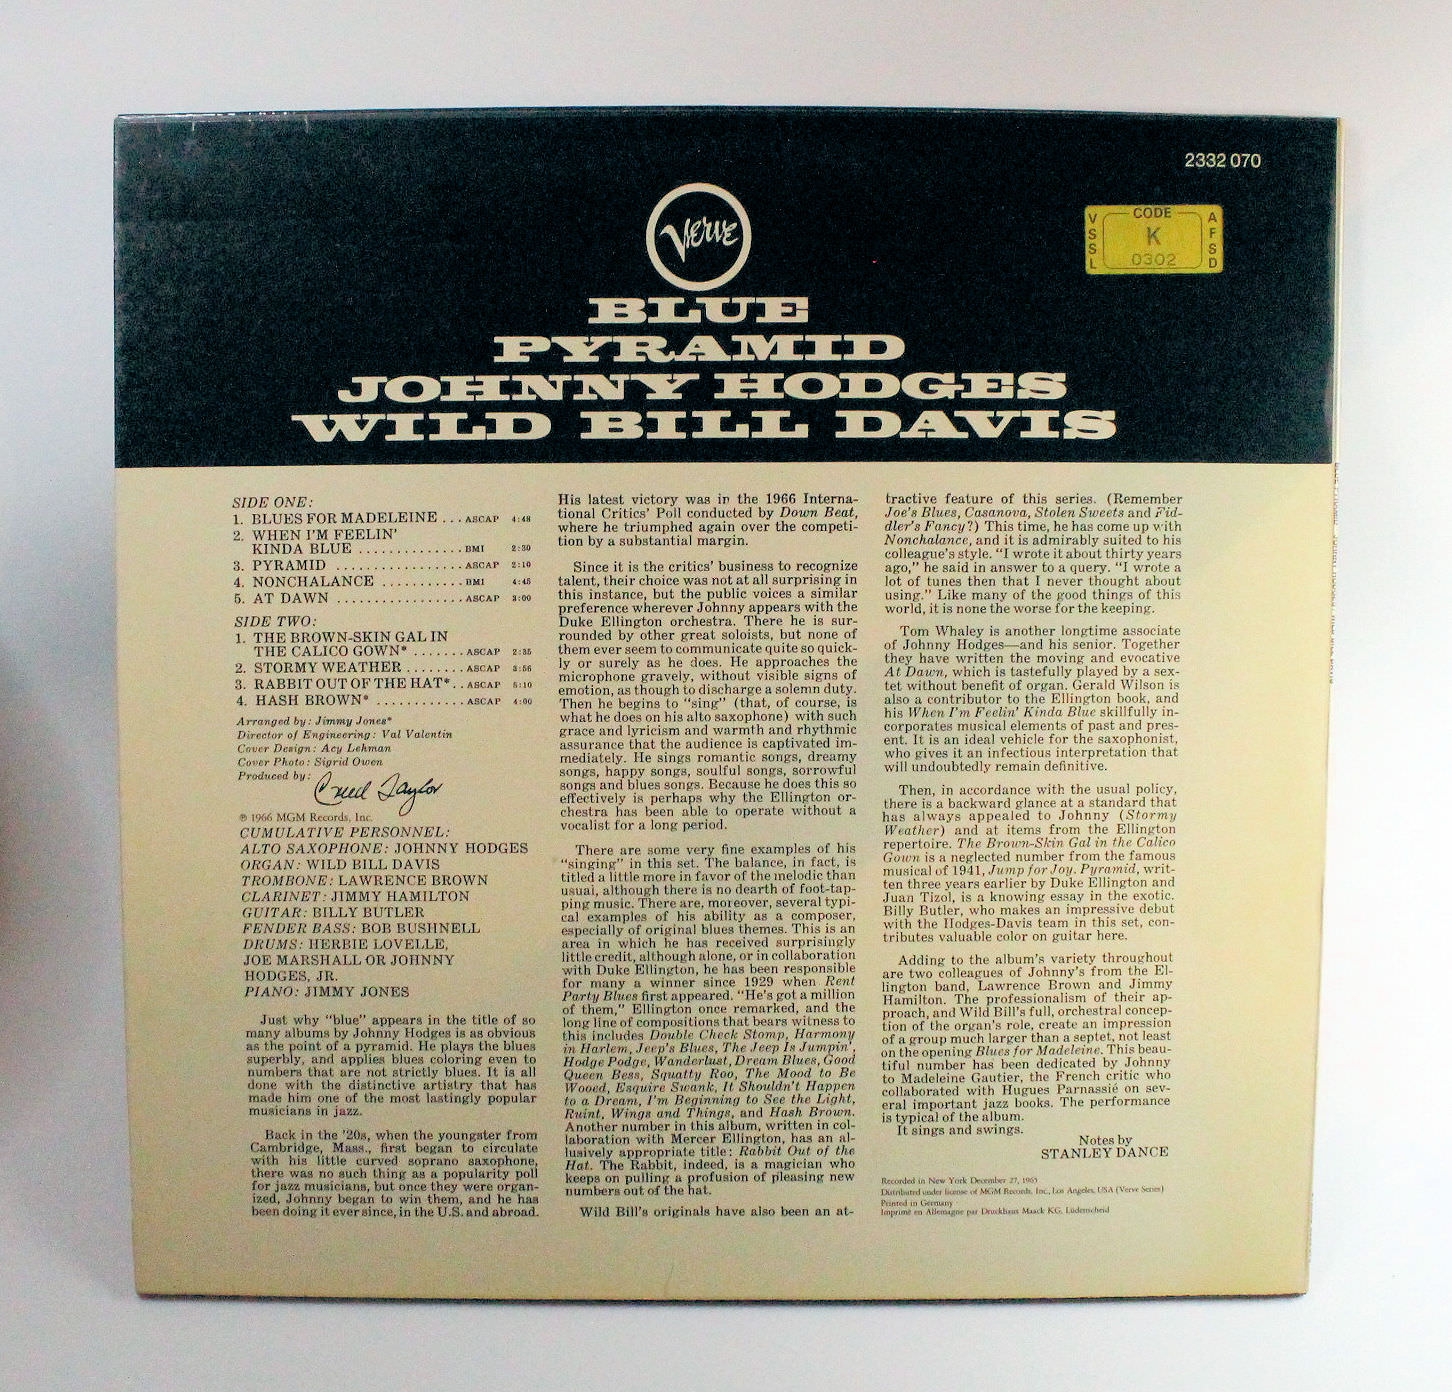 2332 070
VSSL
CODE
K
0302
AFSD
Verve
BLUE
PYRAMID
JOHNNY HODGES
WILD BILL DAVIS
SIDE ONE:
1. BLUES FOR MADELEINE ... ASCAP 4:48
2. WHEN I'M FEELIN'
KINDA BLUE .............. BMI 2:30
3. PYRAMID ................. ASCAP 2:10
4. NONCHALANCE ........... BMI 4:45
5. AT DAWN ................. ASCAP 3:00
SIDE TWO:
1. THE BROWN-SKIN GAL IN
THE CALICO GOWN* ....... ASCAP 2:35
2. STORMY WEATHER ........ ASCAP 3:56
3. RABBIT OUT OF THE HAT*.. ASCAP 5:10
4. HASH BROWN* ............ ASCAP 4:00
Arranged by: Jimmy Jones*
Director of Engineering: Val Valentin
Cover Design: Acy Lehman
Cover Photo: Sigrid Owen
Produced by: Creed Taylor
℗ 1966 MGM Records, Inc.
CUMULATIVE PERSONNEL:
ALTO SAXOPHONE: JOHNNY HODGES
ORGAN: WILD BILL DAVIS
TROMBONE: LAWRENCE BROWN
CLARINET: JIMMY HAMILTON
GUITAR: BILLY BUTLER
FENDER BASS: BOB BUSHNELL
DRUMS: HERBIE LOVELLE,
JOE MARSHALL OR JOHNNY
HODGES, JR.
PIANO: JIMMY JONES
Just why "blue" appears in the title of so
many albums by Johnny Hodges is as obvious
as the point of a pyramid. He plays the blues
superbly, and applies blues coloring even to
numbers that are not strictly blues. It is all
done with the distinctive artistry that has
made him one of the most lastingly popular
musicians in jazz.
Back in the '20s, when the youngster from
Cambridge, Mass., first began to circulate
with his little curved soprano saxophone,
there was no such thing as a popularity poll
for jazz musicians, but once they were organ-
ized, Johnny began to win them, and he has
been doing it ever since, in the U.S. and abroad.
His latest victory was in the 1966 Interna-
tional Critics' Poll conducted by Down Beat,
where he triumphed again over the competi-
tion by a substantial margin.
Since it is the critics' business to recognize
talent, their choice was not at all surprising in
this instance, but the public voices a similar
preference wherever Johnny appears with the
Duke Ellington orchestra. There he is sur-
rounded by other great soloists, but none of
them ever seem to communicate quite so quick-
ly or surely as he does. He approaches the
microphone gravely, without visible signs of
emotion, as though to discharge a solemn duty.
Then he begins to "sing" (that, of course, is
what he does on his alto saxophone) with such
grace and lyricism and warmth and rhythmic
assurance that the audience is captivated im-
mediately. He sings romantic songs, dreamy
songs, happy songs, soulful songs, sorrowful
songs and blues songs. Because he does this so
effectively is perhaps why the Ellington or-
chestra has been able to operate without a
vocalist for a long period.
There are some very fine examples of his
"singing" in this set. The balance, in fact, is
titled a little more in favor of the melodic than
usual, although there is no dearth of foot-tap-
ping music. There are, moreover, several typi-
cal examples of his ability as a composer,
especially of original blues themes. This is an
area in which he has received surprisingly
little credit, although alone, or in collaboration
with Duke Ellington, he has been responsible
for many a winner since 1929 when Rent
Party Blues first appeared. "He's got a million
of them," Ellington once remarked, and the
long line of compositions that bears witness to
this includes Double Check Stomp, Harmony
in Harlem, Jeep's Blues, The Jeep Is Jumpin',
Hodge Podge, Wanderlust, Dream Blues, Good
Queen Bess, Squatty Roo, The Mood to Be
Wooed, Esquire Swank, It Shouldn't Happen
to a Dream, I'm Beginning to See the Light,
Ruint, Wings and Things, and Hash Brown.
Another number in this album, written in col-
laboration with Mercer Ellington, has an al-
lusively appropriate title: Rabbit Out of the
Hat. The Rabbit, indeed, is a magician who
keeps on pulling a profusion of pleasing new
numbers out of the hat.
Wild Bill's originals have also been an at-
tractive feature of this series. (Remember
Joe's Blues, Casanova, Stolen Sweets and Fid-
dler's Fancy?) This time, he has come up with
Nonchalance, and it is admirably suited to his
colleague's style. "I wrote it about thirty years
ago," he said in answer to a query. "I wrote a
lot of tunes then that I never thought about
using." Like many of the good things of this
world, it is none the worse for the keeping.
Tom Whaley is another longtime associate
of Johnny Hodges—and his senior. Together
they have written the moving and evocative
At Dawn, which is tastefully played by a sex-
tet without benefit of organ. Gerald Wilson is
also a contributor to the Ellington book, and
his When I'm Feelin' Kinda Blue skillfully in-
corporates musical elements of past and pres-
ent. It is an ideal vehicle for the saxophonist,
who gives it an infectious interpretation that
will undoubtedly remain definitive.
Then, in accordance with the usual policy,
there is a backward glance at a standard that
has always appealed to Johnny (Stormy
Weather) and at items from the Ellington
repertoire. The Brown-Skin Gal in the Calico
Gown is a neglected number from the famous
musical of 1941, Jump for Joy. Pyramid, writ-
ten three years earlier by Duke Ellington and
Juan Tizol, is a knowing essay in the exotic.
Billy Butler, who makes an impressive debut
with the Hodges-Davis team in this set, con-
tributes valuable color on guitar here.
Adding to the album's variety throughout
are two colleagues of Johnny's from the El-
lington band, Lawrence Brown and Jimmy
Hamilton. The professionalism of their ap-
proach, and Wild Bill's full, orchestral concep-
tion of the organ's role, create an impression
of a group much larger than a septet, not least
on the opening Blues for Madeleine. This beau-
tiful number has been dedicated by Johnny
to Madeleine Gautier, the French critic who
collaborated with Hugues Parnassié on sev-
eral important jazz books. The performance
is typical of the album.
It sings and swings.
Notes by
STANLEY DANCE
Recorded in New York December 27, 1965
Distributed under license of MGM Records, Inc., Los Angeles, USA (Verve Series)
Printed in Germany
Imprimé en Allemagne par Druckhaus Maack KG, Lüdenscheid